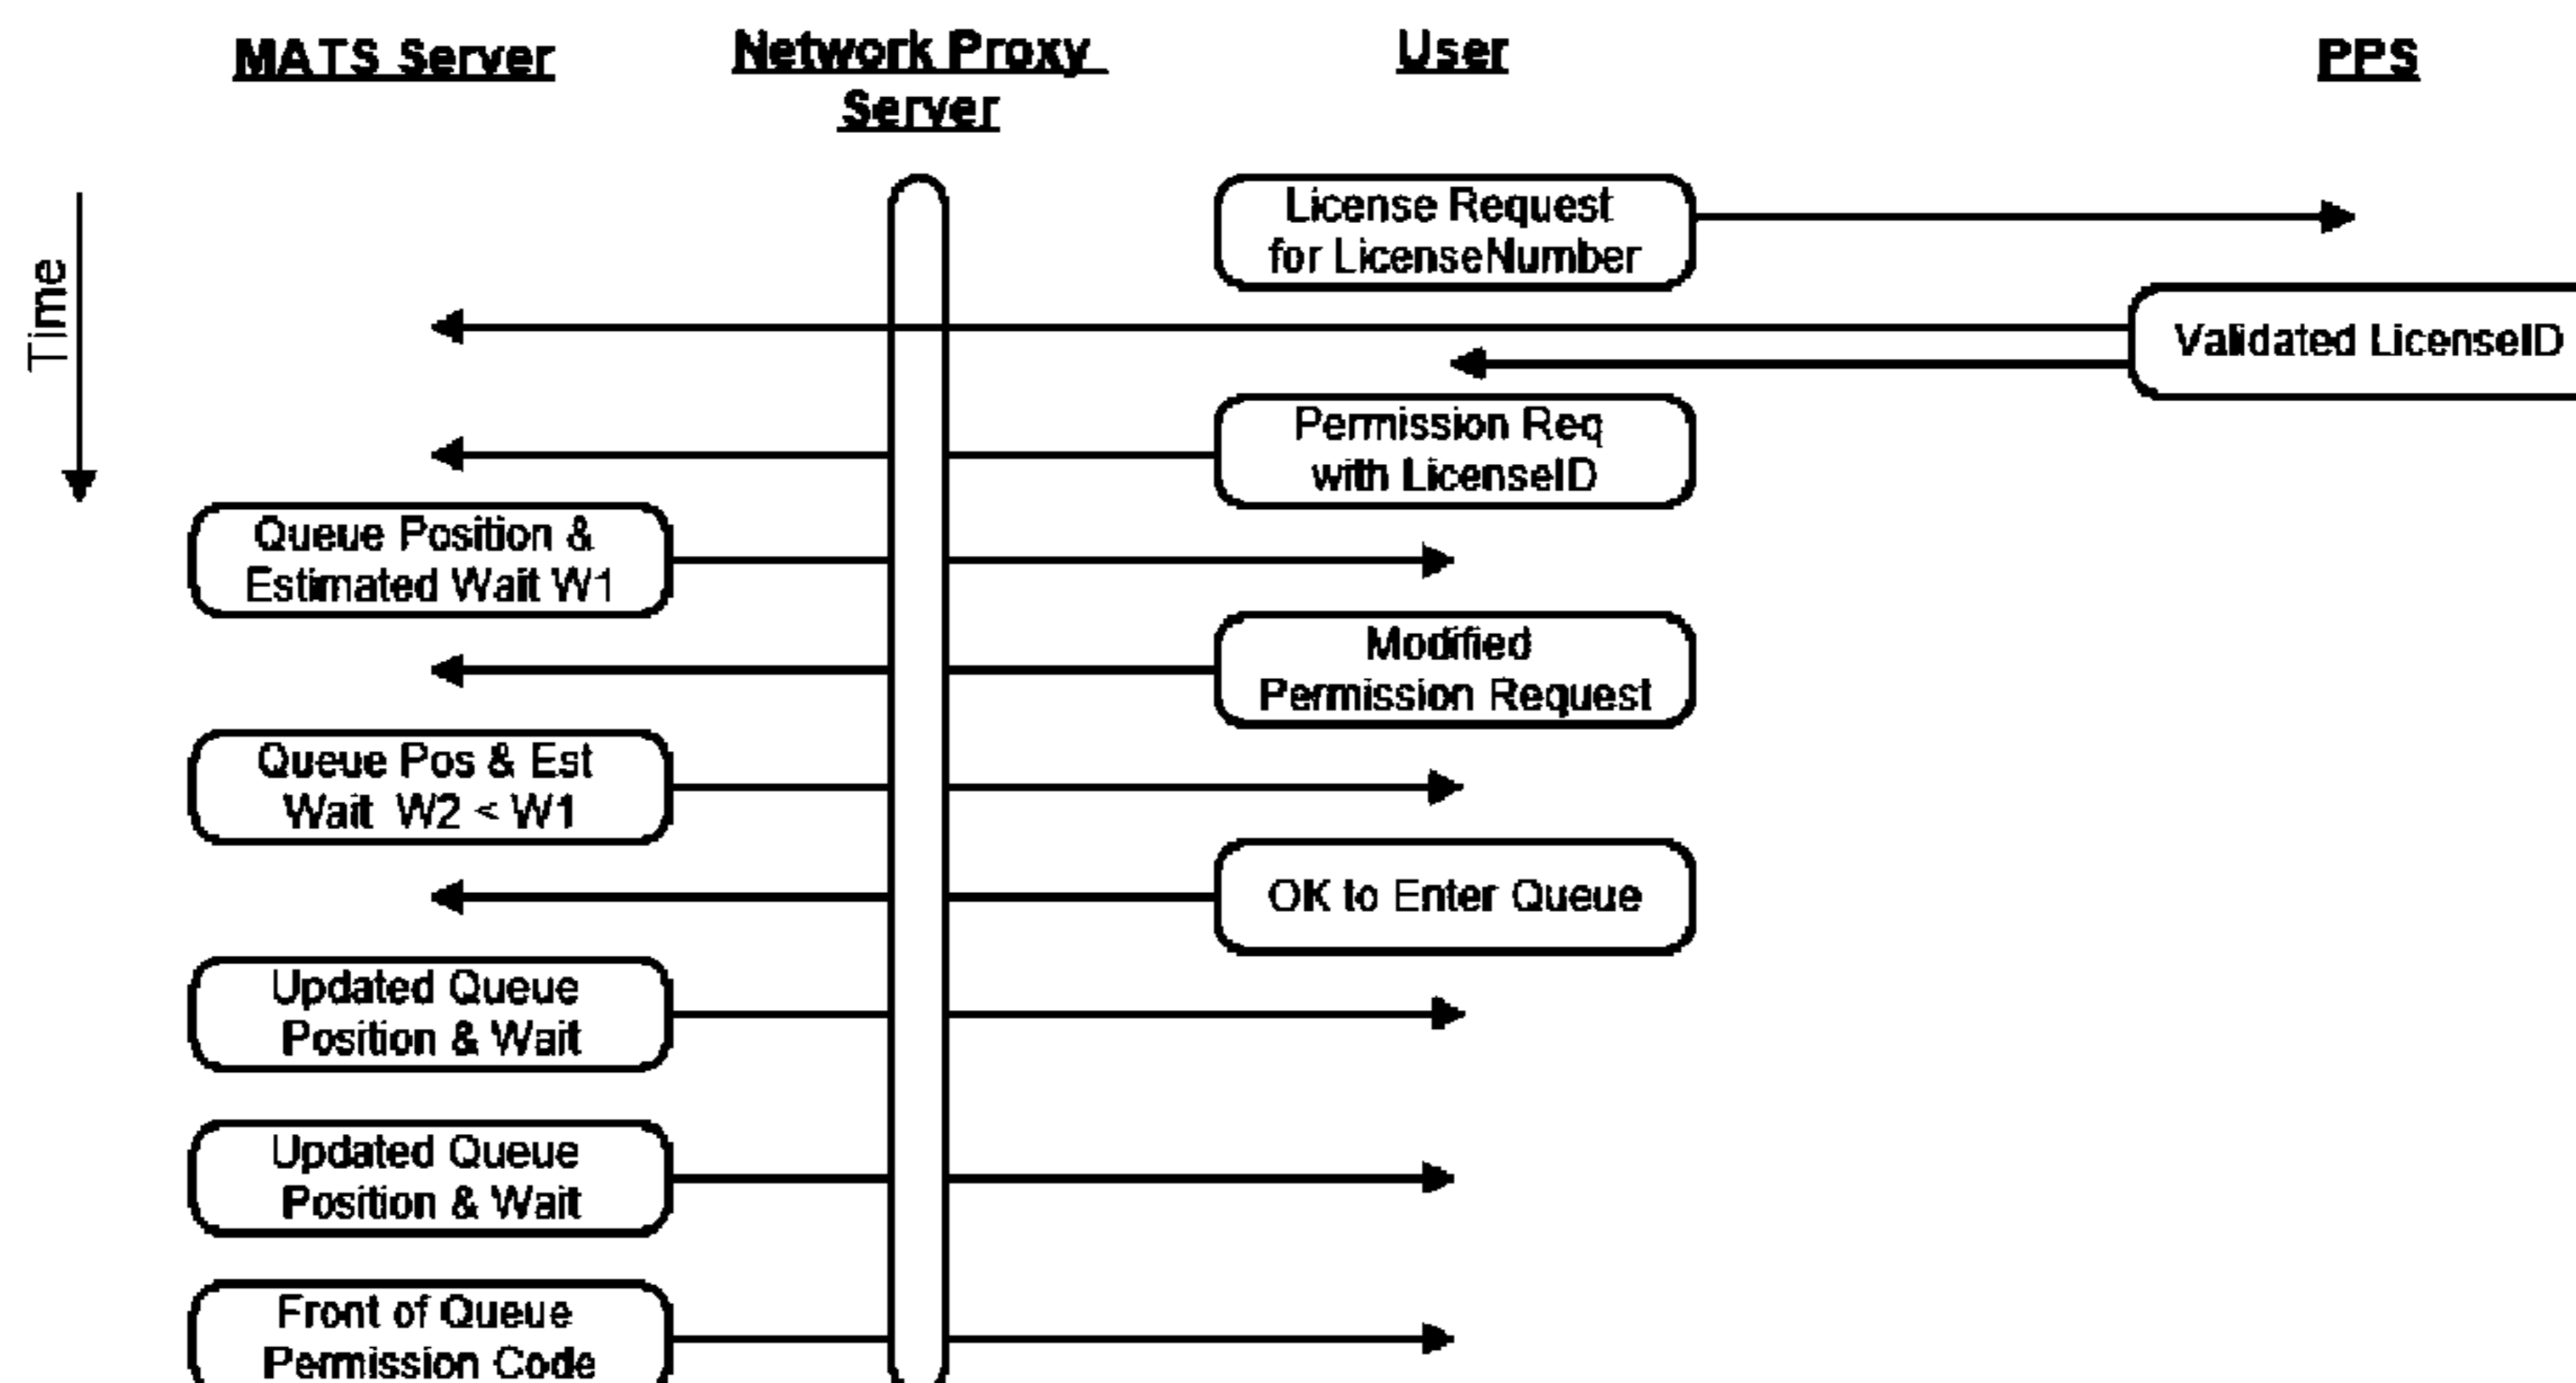 MATS Server
Network Proxy
Server
User
PPS
Time
License Request
for LicenseNumber
Validated LicenseID
Permission Req
with LicenseID
Queue Position &
Estimated Wait W1
Modified
Permission Request
Queue Pos & Est
Wait W2 < W1
OK to Enter Queue
Updated Queue
Position & Wait
Updated Queue
Position & Wait
Front of Queue
Permission Code